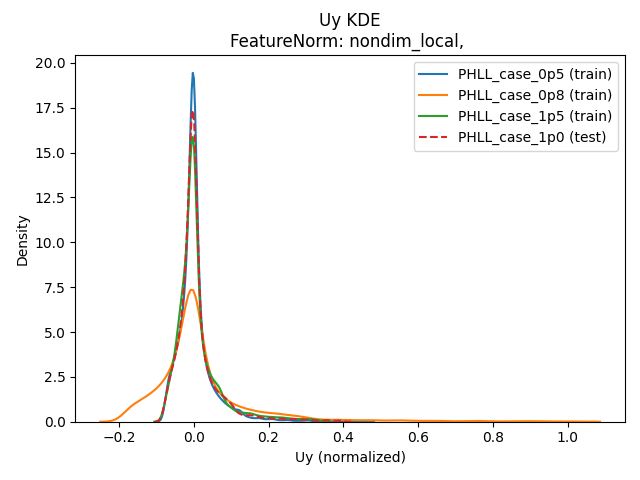 Uy KDE
FeatureNorm: nondim_local,
PHLL_case_0p5 (train)
PHLL_case_0p8 (train)
PHLL_case_1p5 (train)
PHLL_case_1p0 (test)
Density
20.0
17.5
15.0
12.5
10.0
7.5
5.0
2.5
0.0
−0.2
0.0
0.2
0.4
0.6
0.8
1.0
Uy (normalized)